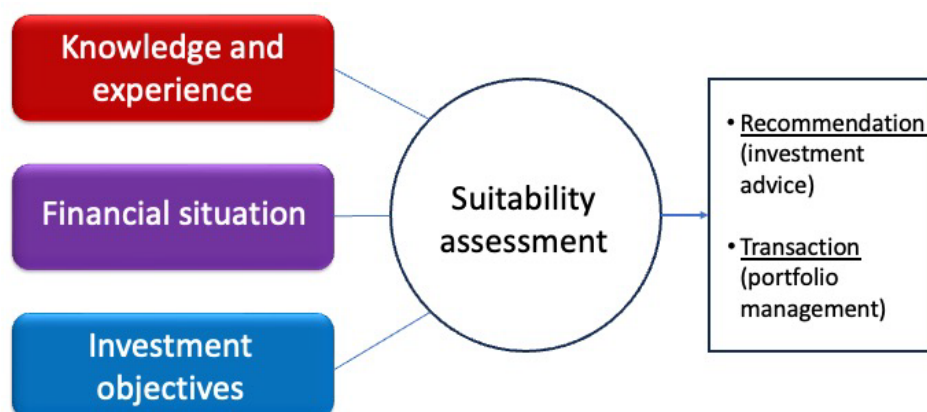 Knowledge and
experience
Financial situation
Investment
objectives
Suitability
assessment
• Recommendation
(investment
advice)
• Transaction
(portfolio
management)